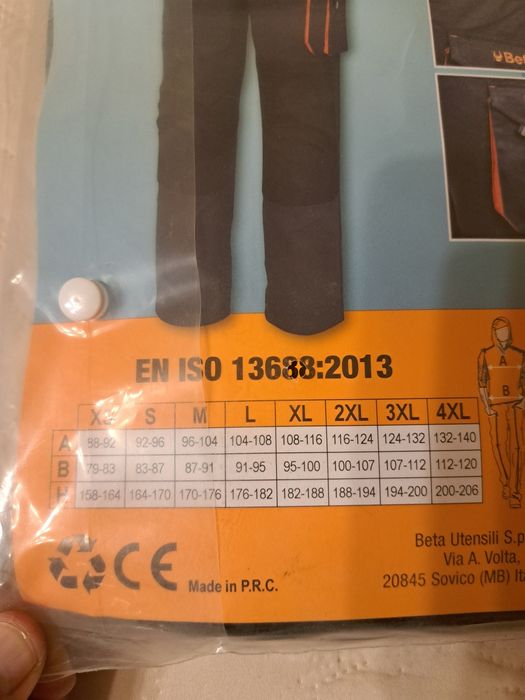 Bet
EN ISO 13688:2013
XS S M L XL 2XL 3XL 4XL
A 88-92 92-96 96-104 104-108 108-116 116-124 124-132 132-140
B 79-83 83-87 87-91 91-95 95-100 100-107 107-112 112-120
H 158-164 164-170 170-176 176-182 182-188 188-194 194-200 200-206
A
B
CE
Made in P.R.C.
Beta Utensili S.p
Via A. Volta,
20845 Sovico (MB) Ita